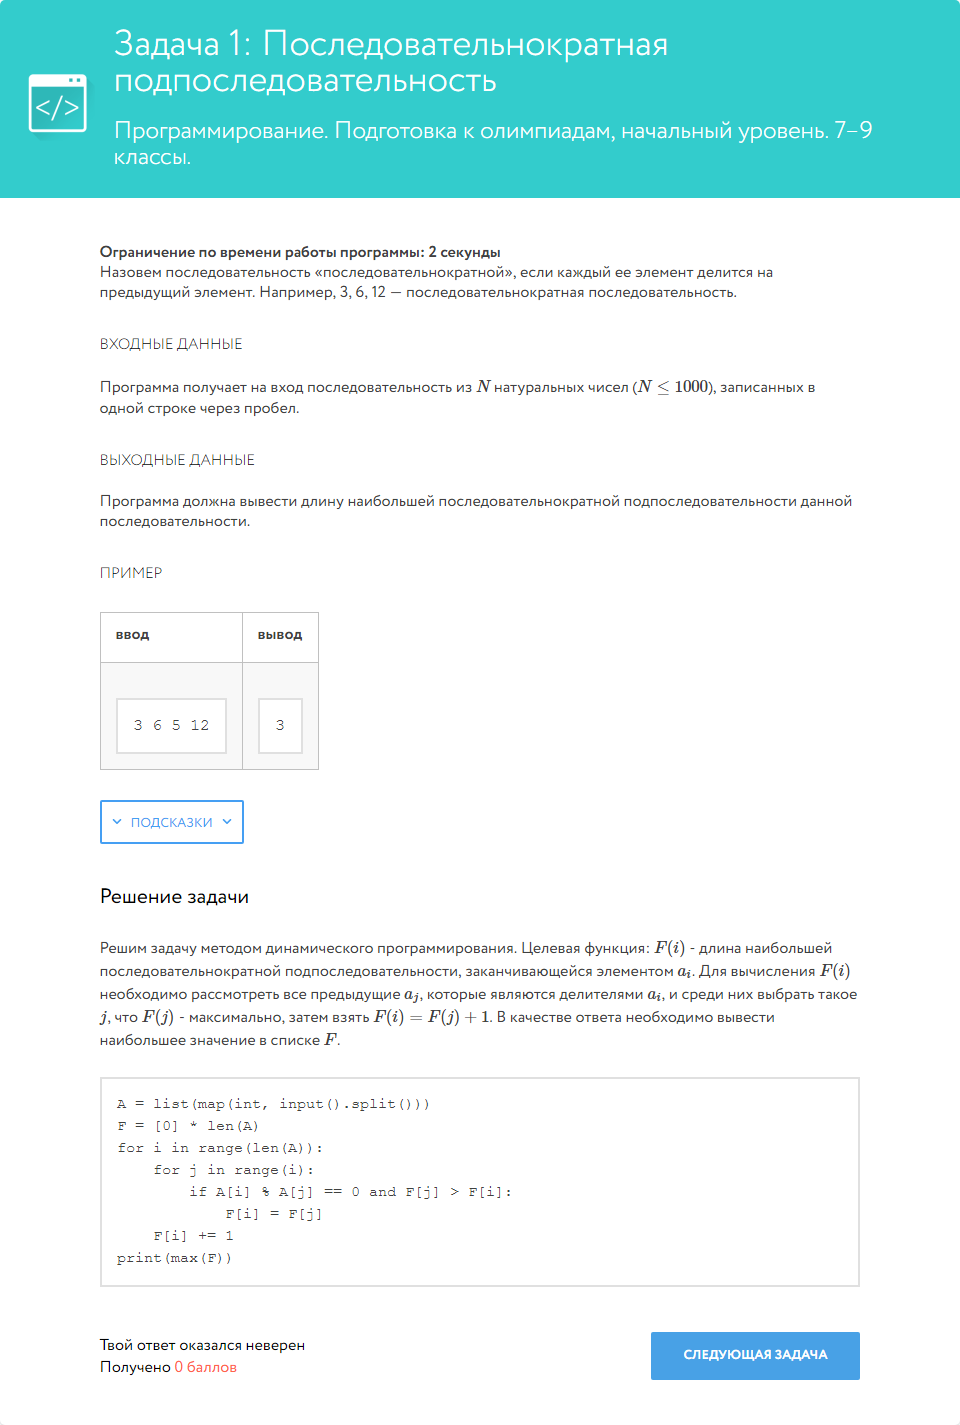 Задача 1: Последовательнократная
подпоследовательность
</>
Программирование. Подготовка к олимпиадам, начальный уровень. 7–9
классы.
Ограничение по времени работы программы: 2 секунды
Назовем последовательность «последовательнократной», если каждый ее элемент делится на
предыдущий элемент. Например, 3, 6, 12 — последовательнократная последовательность.
ВХОДНЫЕ ДАННЫЕ
Программа получает на вход последовательность из N натуральных чисел (N ≤ 1000), записанных в
одной строке через пробел.
ВЫХОДНЫЕ ДАННЫЕ
Программа должна вывести длину наибольшей последовательнократной подпоследовательности данной
последовательности.
ПРИМЕР
ввод вывод
3 6 5 12 3
ПОДСКАЗКИ
Решение задачи
Решим задачу методом динамического программирования. Целевая функция: F(i) - длина наибольшей
последовательнократной подпоследовательности, заканчивающейся элементом a_i. Для вычисления F(i)
необходимо рассмотреть все предыдущие a_j, которые являются делителями a_i, и среди них выбрать такое
j, что F(j) - максимально, затем взять F(i) = F(j) + 1. В качестве ответа необходимо вывести
наибольшее значение в списке F.
A = list(map(int, input().split()))
F = [0] * len(A)
for i in range(len(A)):
    for j in range(i):
        if A[i] % A[j] == 0 and F[j] > F[i]:
            F[i] = F[j]
    F[i] += 1
print(max(F))
Твой ответ оказался неверен
Получено 0 баллов
СЛЕДУЮЩАЯ ЗАДАЧА